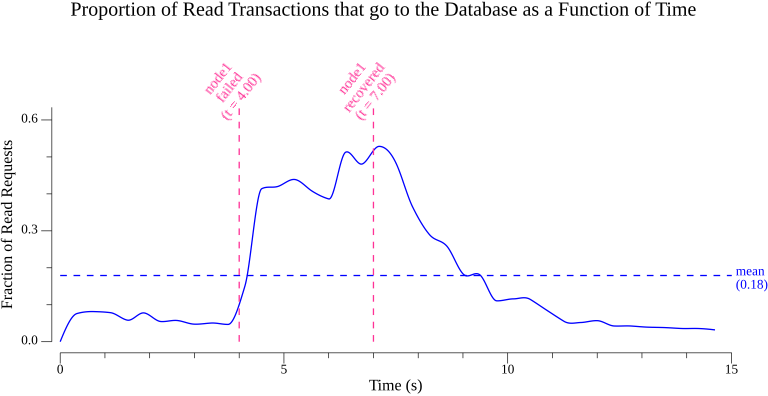 Proportion of Read Transactions that go to the Database as a Function of Time
node1
failed
(t = 4.00)
node1
recovered
(t = 7.00)
Fraction of Read Requests
0.6
0.3
0.0
mean
(0.18)
0
5
10
15
Time (s)